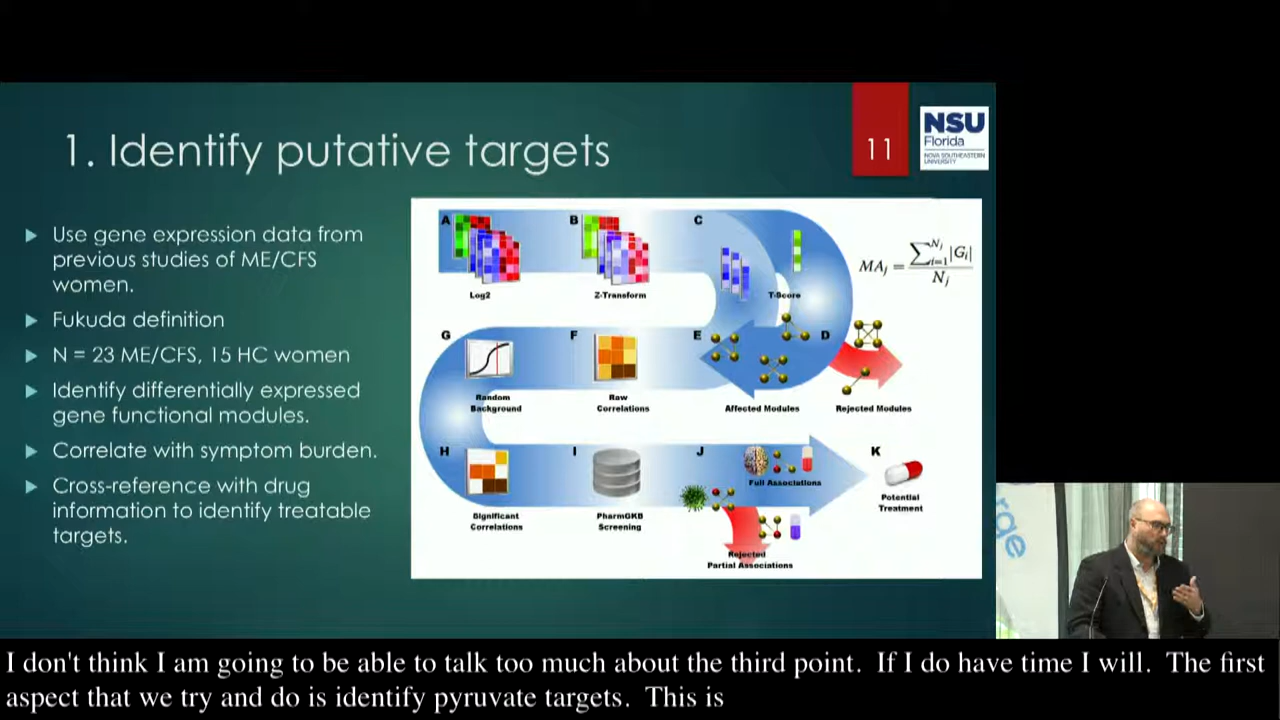 1. Identify putative targets
11
NSU
Florida
NOVA SOUTHEASTERN
UNIVERSITY
Use gene expression data from
previous studies of ME/CFS
women.
Fukuda definition
N = 23 ME/CFS, 15 HC women
Identify differentially expressed
gene functional modules.
Correlate with symptom burden.
Cross-reference with drug
information to identify treatable
targets.
A B C
Log2 Z-Transform T-Score
MAⱼ = ∑ᵢ₌₁ᴺʲ |Gᵢ| / Nⱼ
G F E D
Random
Background
Raw
Correlations
Affected Modules
Rejected Modules
H I J K
Full Associations
Significant
Correlations
PharmGKB
Screening
Potential
Treatment
Rejected
Partial Associations
rge
I don't think I am going to be able to talk too much about the third point.  If I do have time I will.  The first
aspect that we try and do is identify pyruvate targets.  This is